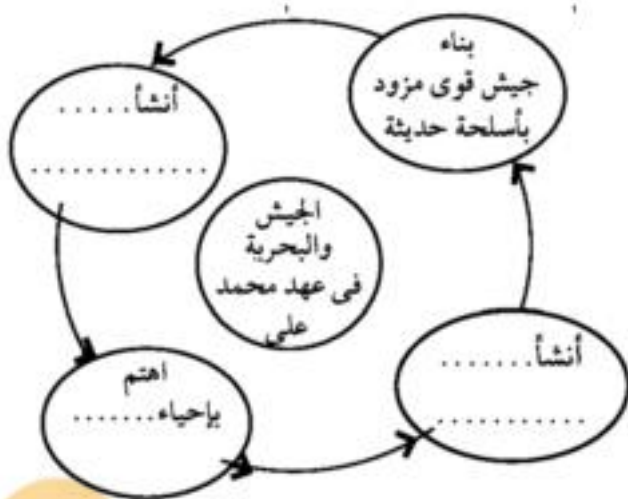 بناء
جيش قوى مزود
بأسلحة حديثة
أنشأ.....
.............
الجيش
والبحرية
فى عهد محمد
على
اهتم
بإحياء.......
أنشأ.......
...........